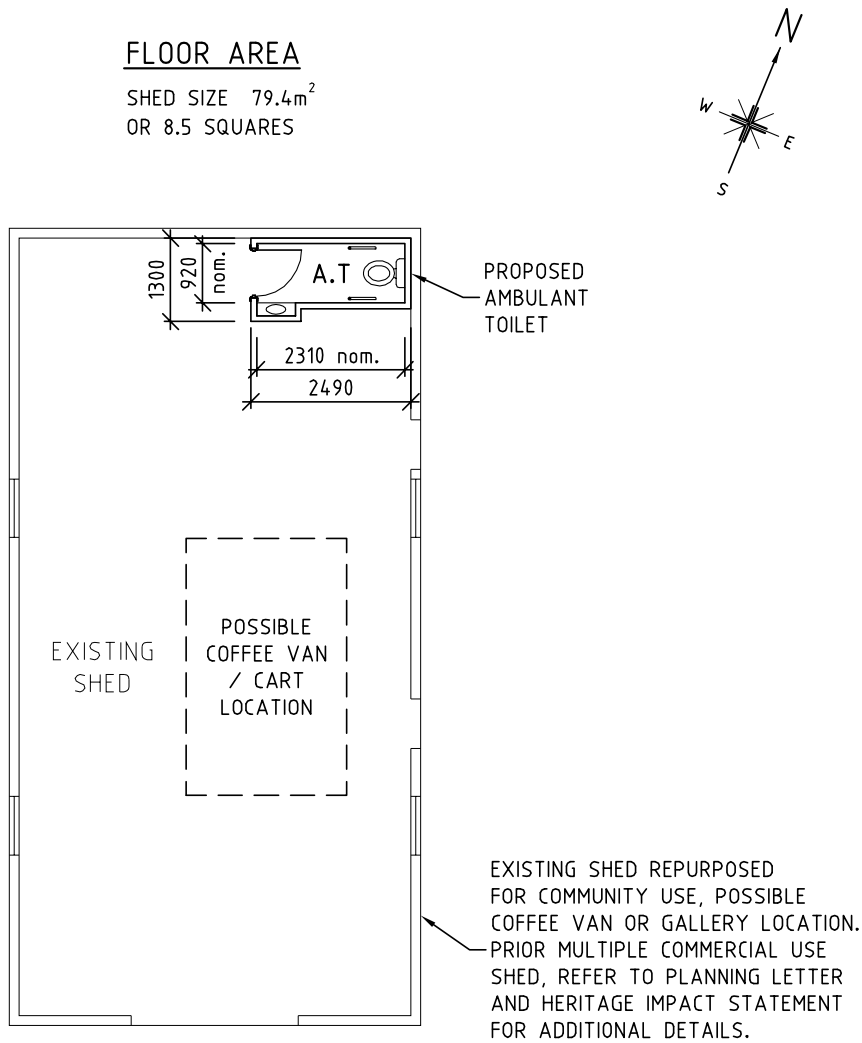 FLOOR AREA
SHED SIZE 79.4m²
OR 8.5 SQUARES
N
W
E
S
1300
920
nom.
A.T
PROPOSED
AMBULANT
TOILET
2310 nom.
2490
EXISTING
SHED
POSSIBLE
COFFEE VAN
/ CART
LOCATION
EXISTING SHED REPURPOSED
FOR COMMUNITY USE, POSSIBLE
COFFEE VAN OR GALLERY LOCATION.
PRIOR MULTIPLE COMMERCIAL USE
SHED, REFER TO PLANNING LETTER
AND HERITAGE IMPACT STATEMENT
FOR ADDITIONAL DETAILS.